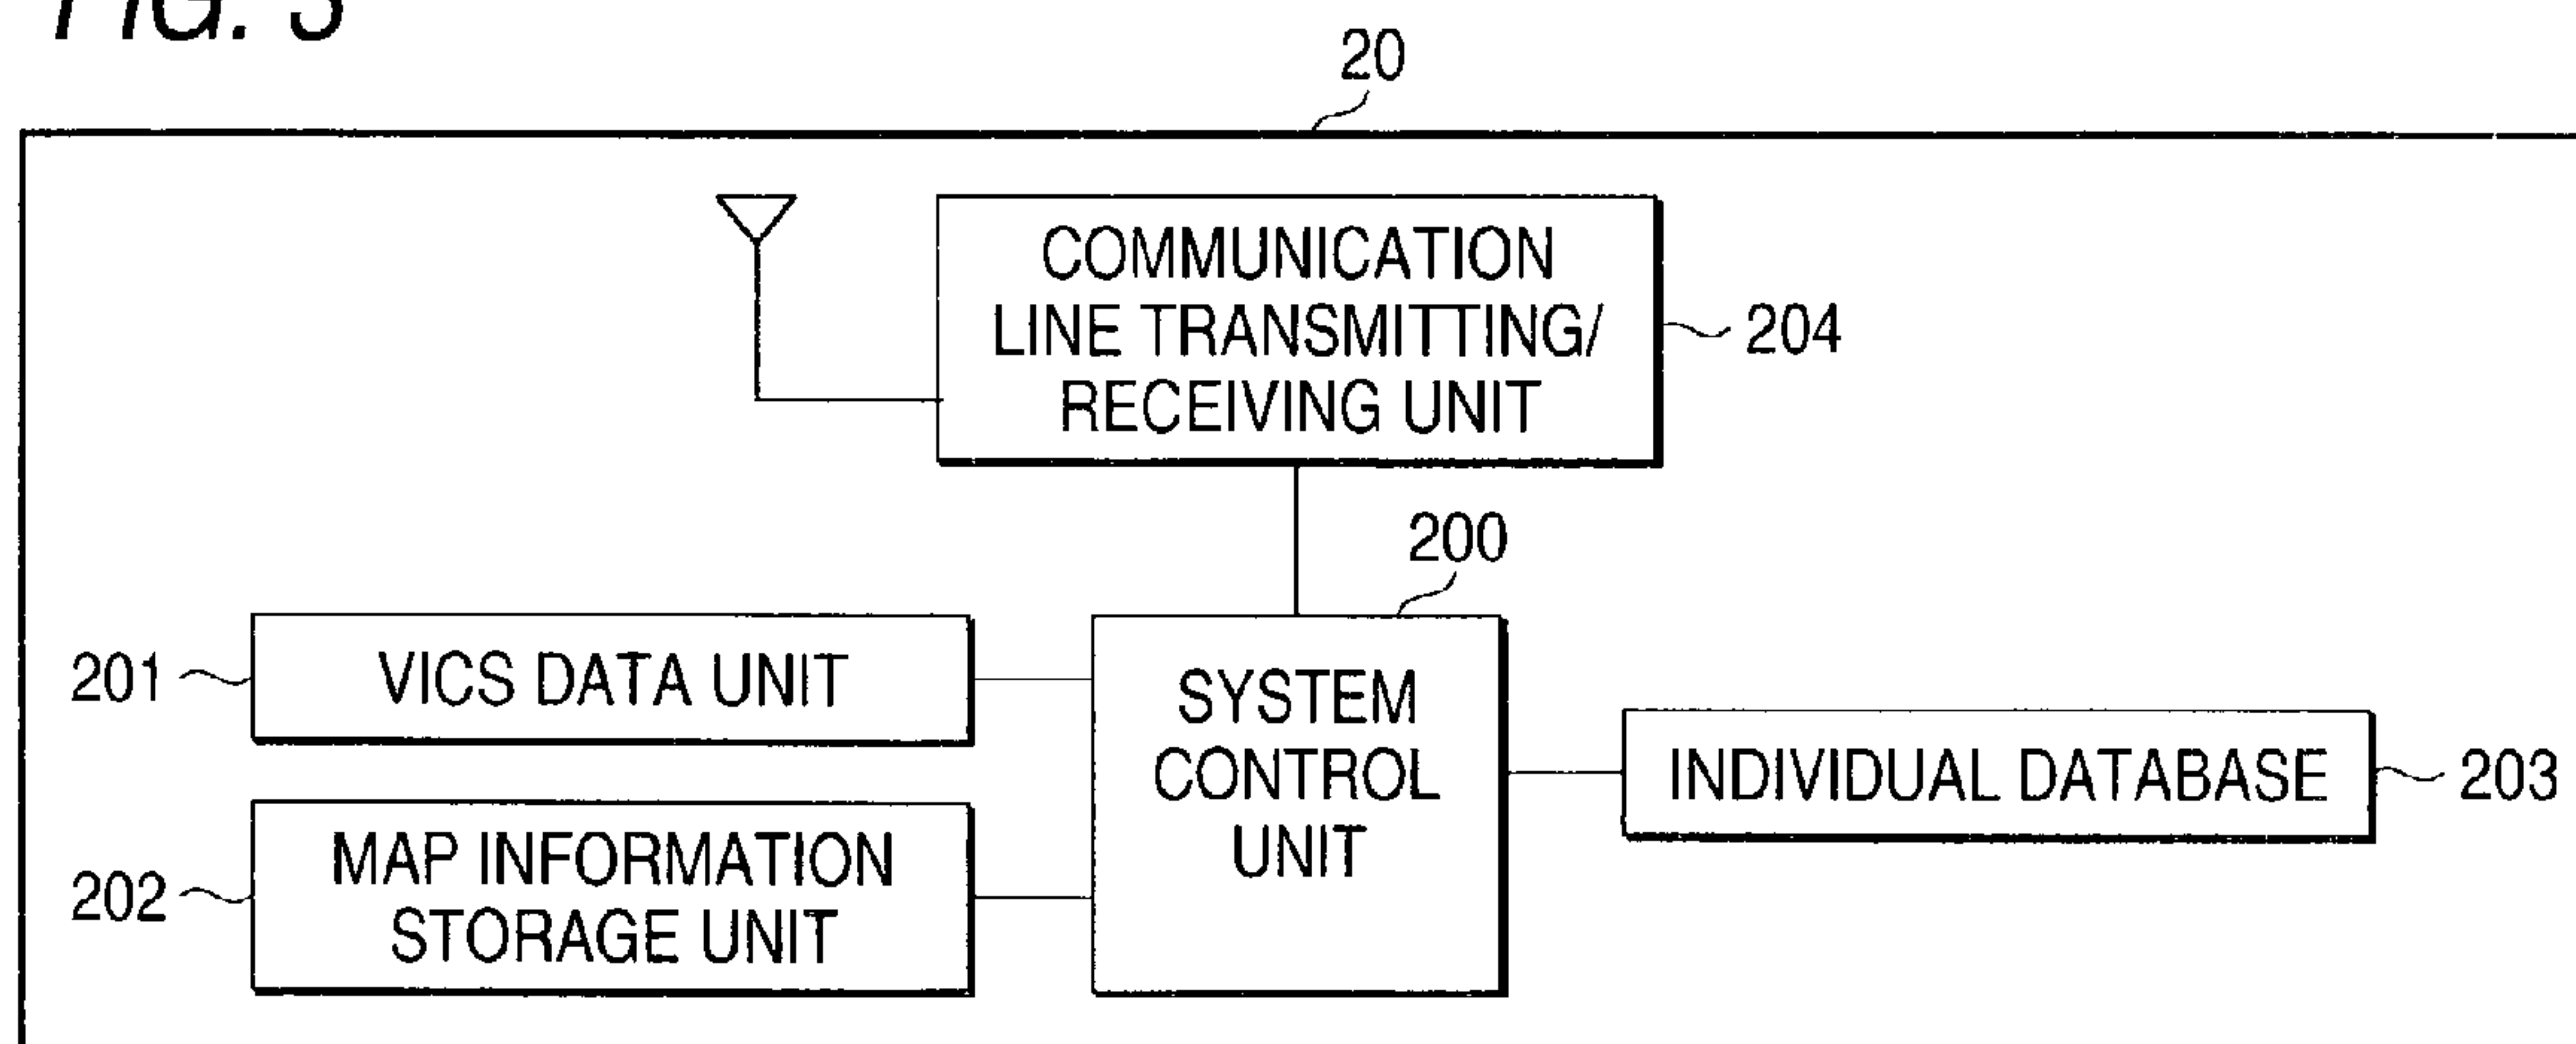 FIG. 3
20
COMMUNICATION
LINE TRANSMITTING/
RECEIVING UNIT
204
200
201
VICS DATA UNIT
SYSTEM
CONTROL
UNIT
INDIVIDUAL DATABASE
203
202
MAP INFORMATION
STORAGE UNIT